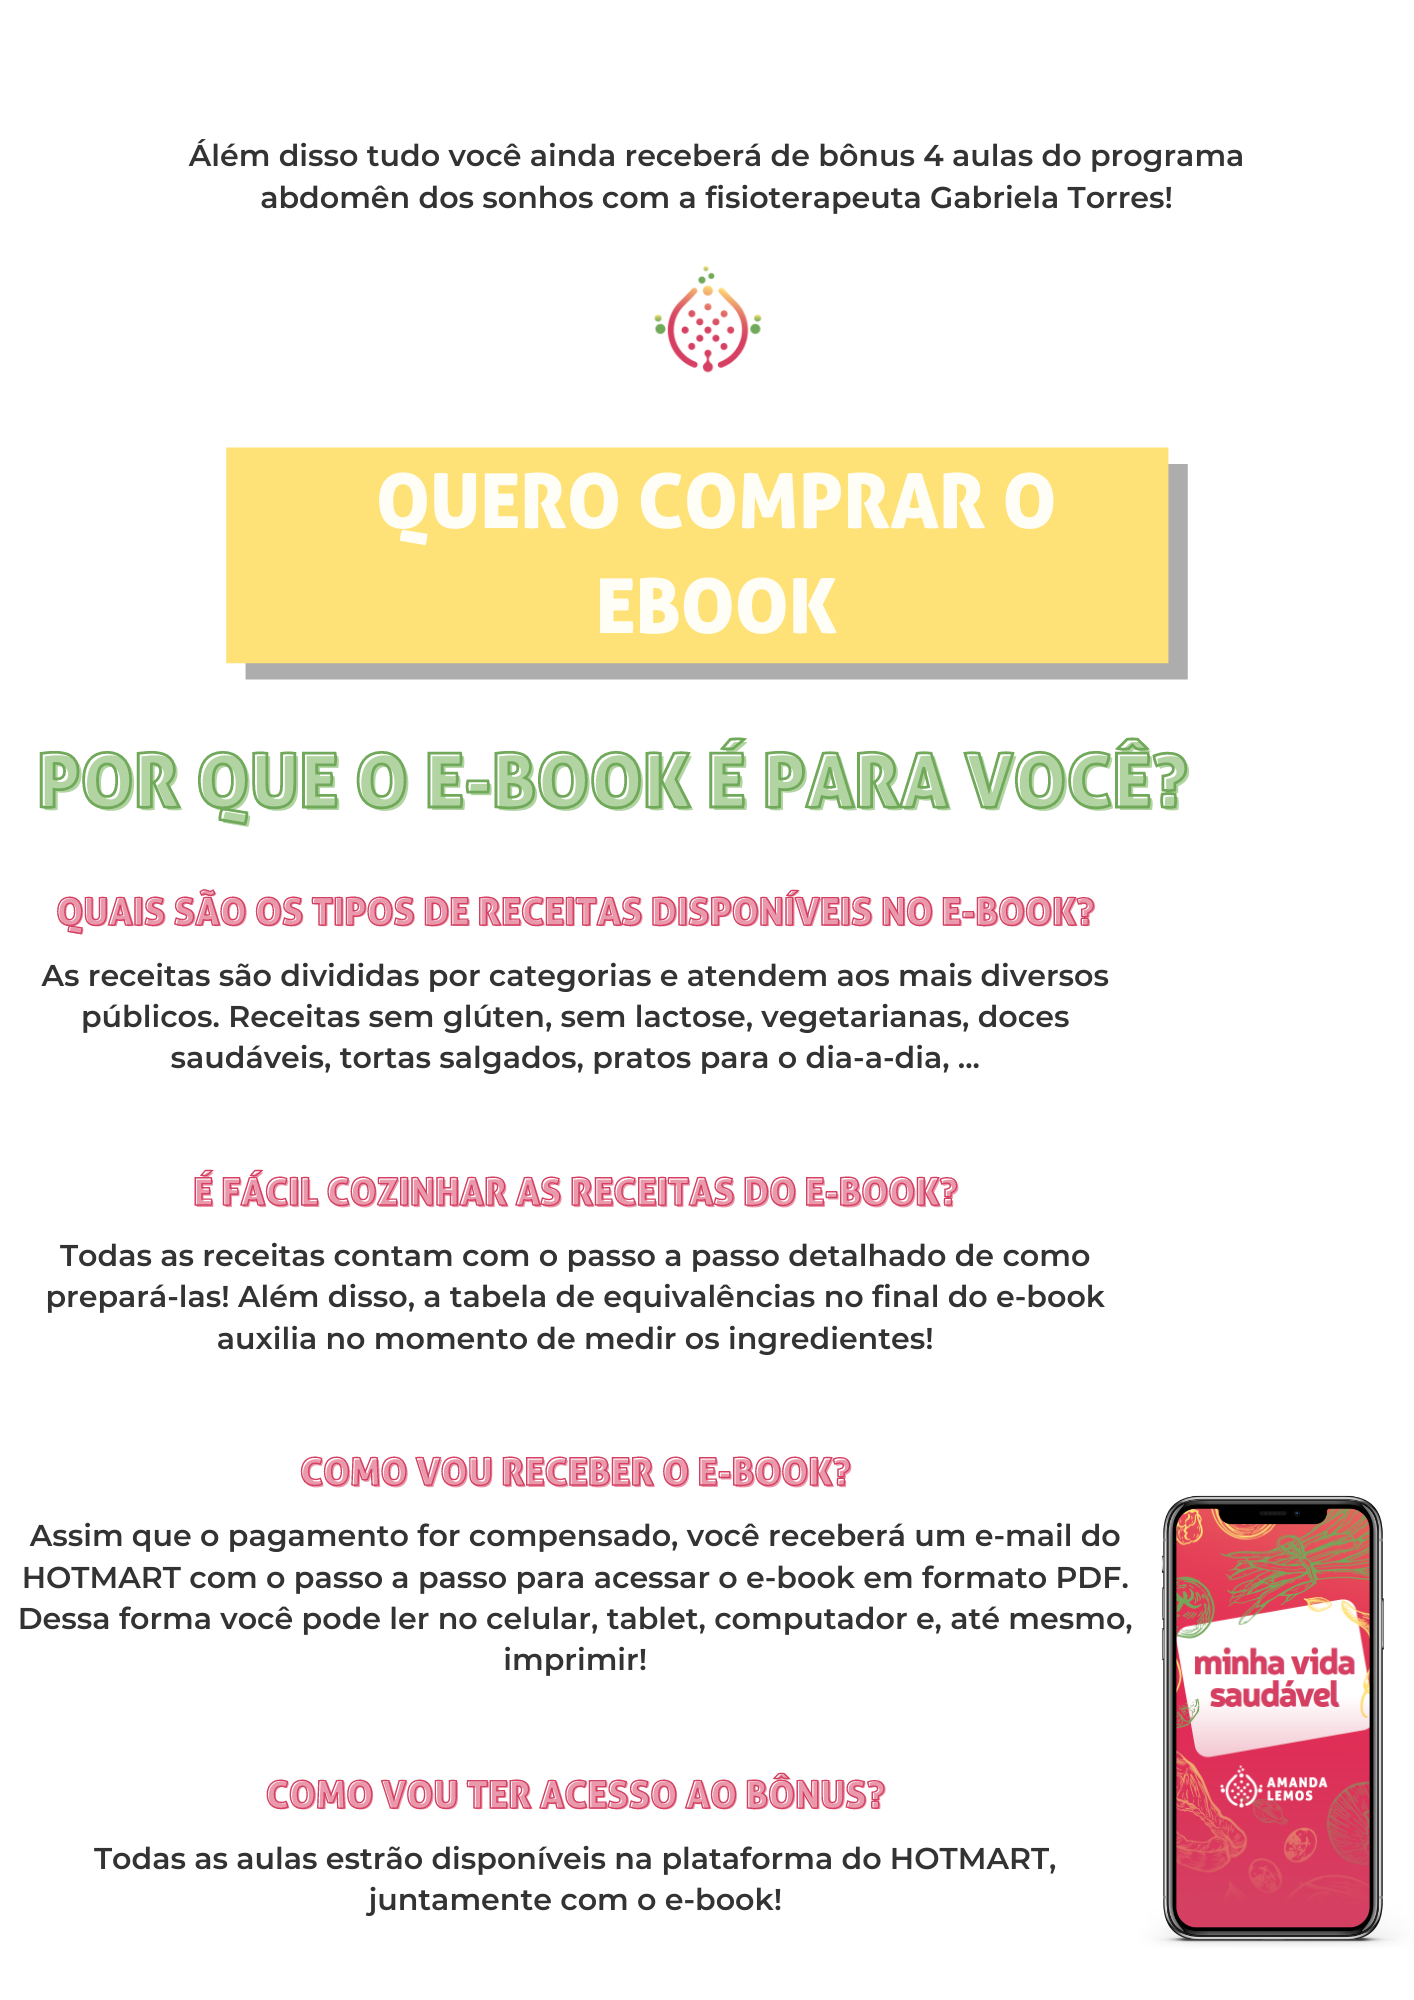 Álém disso tudo você ainda receberá de bônus 4 aulas do programa
abdomên dos sonhos com a fisioterapeuta Gabriela Torres!
QUERO COMPRAR O
EBOOK
POR QUE O E-BOOK É PARA VOCÊ?
QUAIS SÃO OS TIPOS DE RECEITAS DISPONÍVEIS NO E-BOOK?
As receitas são divididas por categorias e atendem aos mais diversos
públicos. Receitas sem glúten, sem lactose, vegetarianas, doces
saudáveis, tortas salgados, pratos para o dia-a-dia, ...
É FÁCIL COZINHAR AS RECEITAS DO E-BOOK?
Todas as receitas contam com o passo a passo detalhado de como
prepará-las! Além disso, a tabela de equivalências no final do e-book
auxilia no momento de medir os ingredientes!
COMO VOU RECEBER O E-BOOK?
Assim que o pagamento for compensado, você receberá um e-mail do
HOTMART com o passo a passo para acessar o e-book em formato PDF.
Dessa forma você pode ler no celular, tablet, computador e, até mesmo,
imprimir!
COMO VOU TER ACESSO AO BÔNUS?
Todas as aulas estrão disponíveis na plataforma do HOTMART,
juntamente com o e-book!
minha vida
saudável
AMANDA
LEMOS